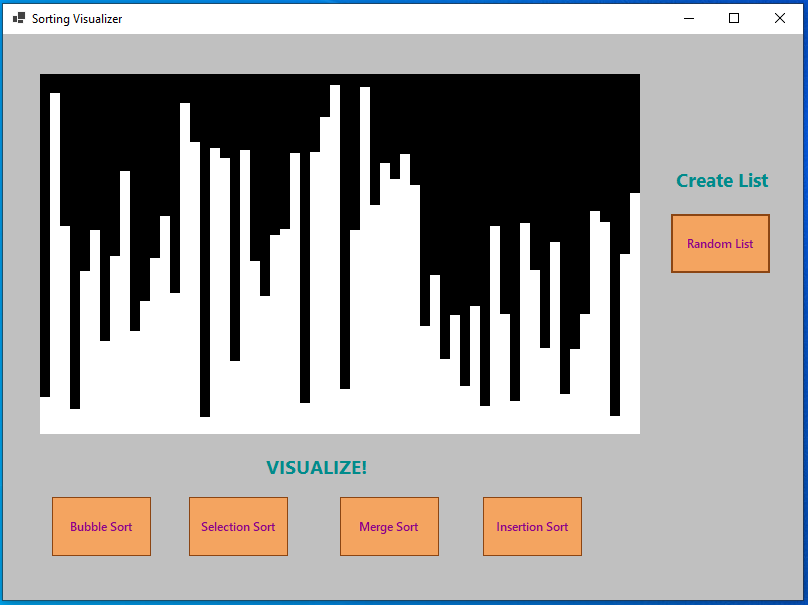 Sorting Visualizer
Create List
Random List
VISUALIZE!
Bubble Sort
Selection Sort
Merge Sort
Insertion Sort